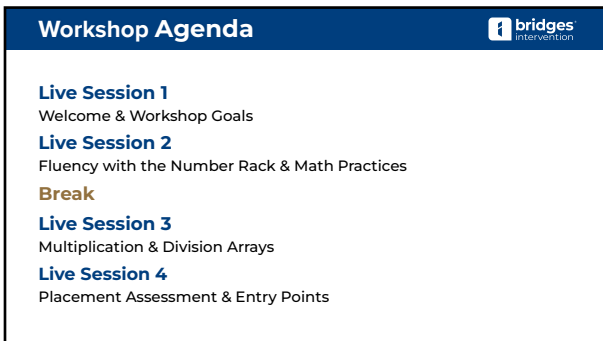 Workshop Agenda
bridges
intervention
Live Session 1
Welcome & Workshop Goals
Live Session 2
Fluency with the Number Rack & Math Practices
Break
Live Session 3
Multiplication & Division Arrays
Live Session 4
Placement Assessment & Entry Points